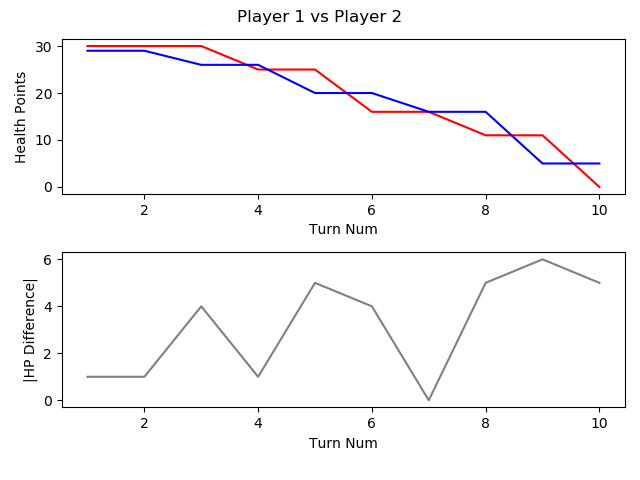 Player 1 vs Player 2
30
20
10
0
Health Points
2 4 6 8 10
Turn Num
6
4
2
0
|HP Difference|
2 4 6 8 10
Turn Num